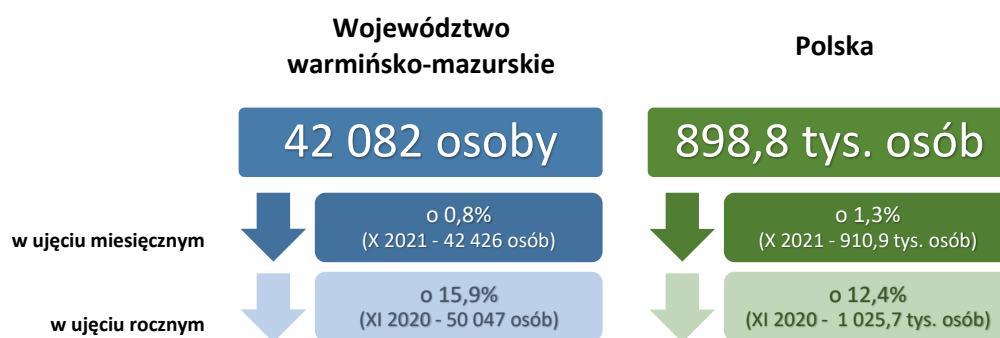 Województwo
warmińsko-mazurskie
Polska
42 082 osoby
898,8 tys. osób
w ujęciu miesięcznym
o 0,8%
(X 2021 - 42 426 osób)
o 1,3%
(X 2021 - 910,9 tys. osób)
w ujęciu rocznym
o 15,9%
(XI 2020 - 50 047 osób)
o 12,4%
(XI 2020 - 1 025,7 tys. osób)